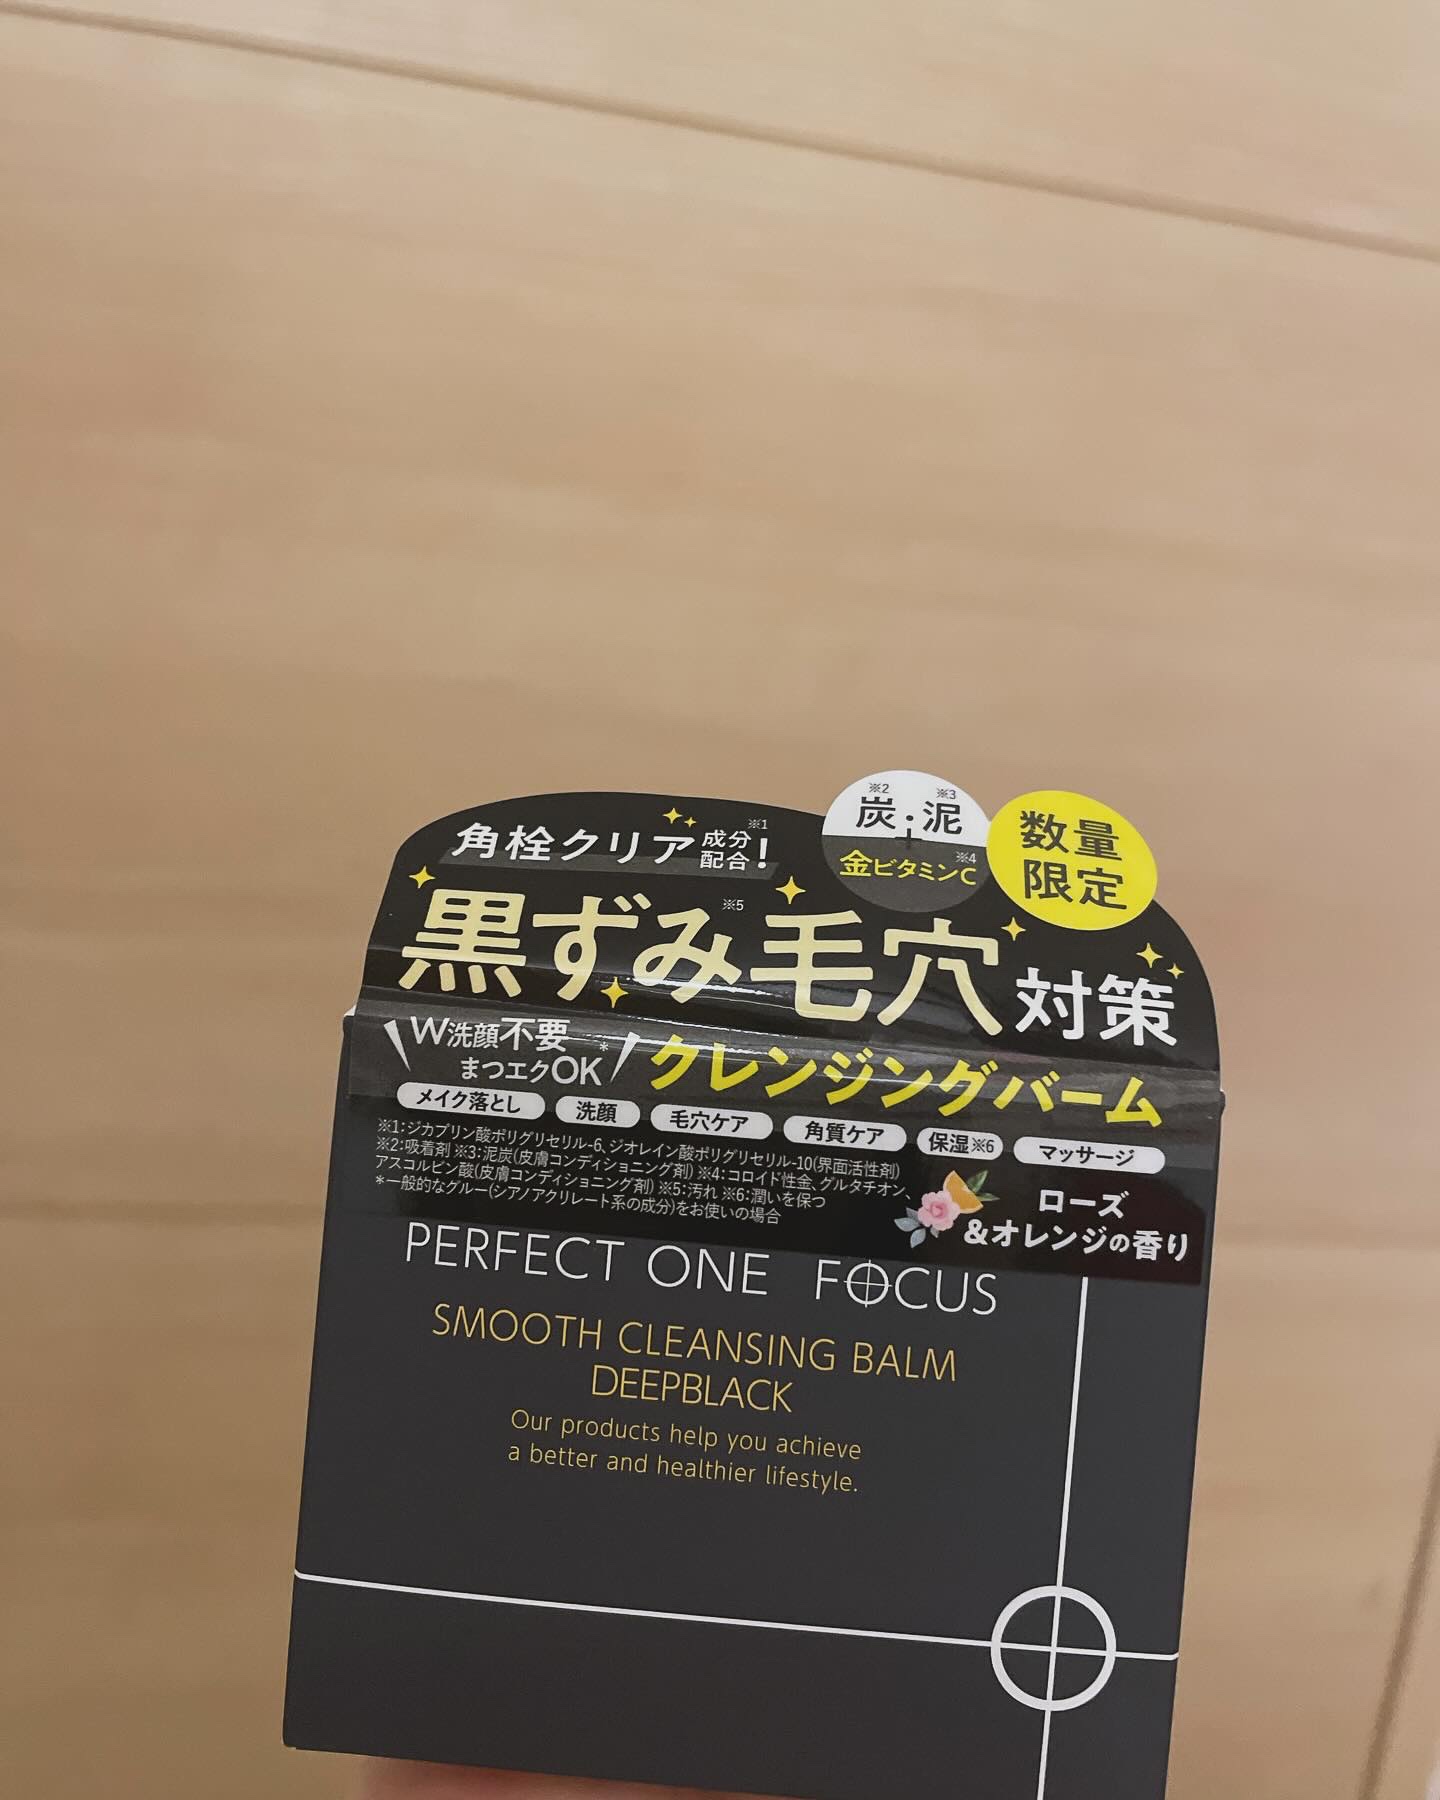 角栓クリア成分配合※1!
※2 ※3
炭・泥
+
金ビタミンC※4
数量
限定
黒ずみ※5毛穴対策
W洗顔不要
まつエクOK*
クレンジングバーム
メイク落とし 洗顔 毛穴ケア 角質ケア 保湿※6 マッサージ
※1:ジカプリン酸ポリグリセリル-6、ジオレイン酸ポリグリセリル-10(界面活性剤)
※2:吸着剤 ※3:泥炭(皮膚コンディショニング剤) ※4:コロイド性金、グルタチオン、
アスコルビン酸(皮膚コンディショニング剤) ※5:汚れ ※6:潤いを保つ
*一般的なグルー(シアノアクリレート系の成分)をお使いの場合
ローズ
&オレンジの香り
PERFECT ONE FOCUS
SMOOTH CLEANSING BALM
DEEPBLACK
Our products help you achieve
a better and healthier lifestyle.